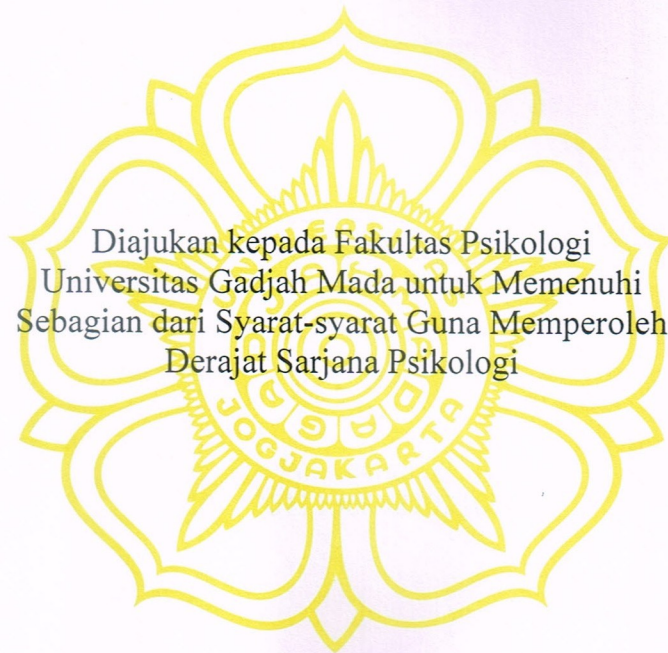 Diajukan kepada Fakultas Psikologi
Universitas Gadjah Mada untuk Memenuhi
Sebagian dari Syarat-syarat Guna Memperoleh
Derajat Sarjana Psikologi
JOGJAKARTA